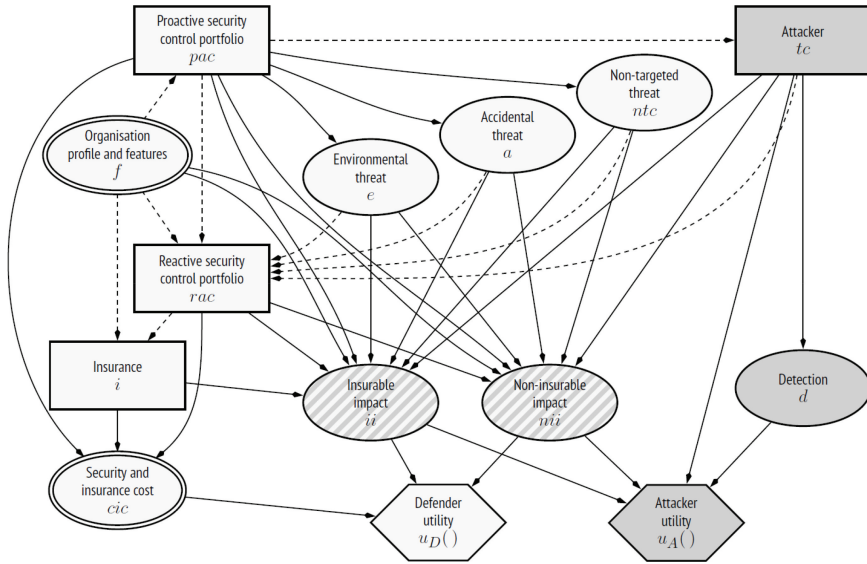 Proactive security
control portfolio
pac
Attacker
tc
Non-targeted
threat
ntc
Organisation
profile and features
f
Accidental
threat
a
Environmental
threat
e
Reactive security
control portfolio
rac
Insurance
i
Insurable
impact
ii
Non-insurable
impact
nii
Detection
d
Security and
insurance cost
cic
Defender
utility
u_D()
Attacker
utility
u_A()